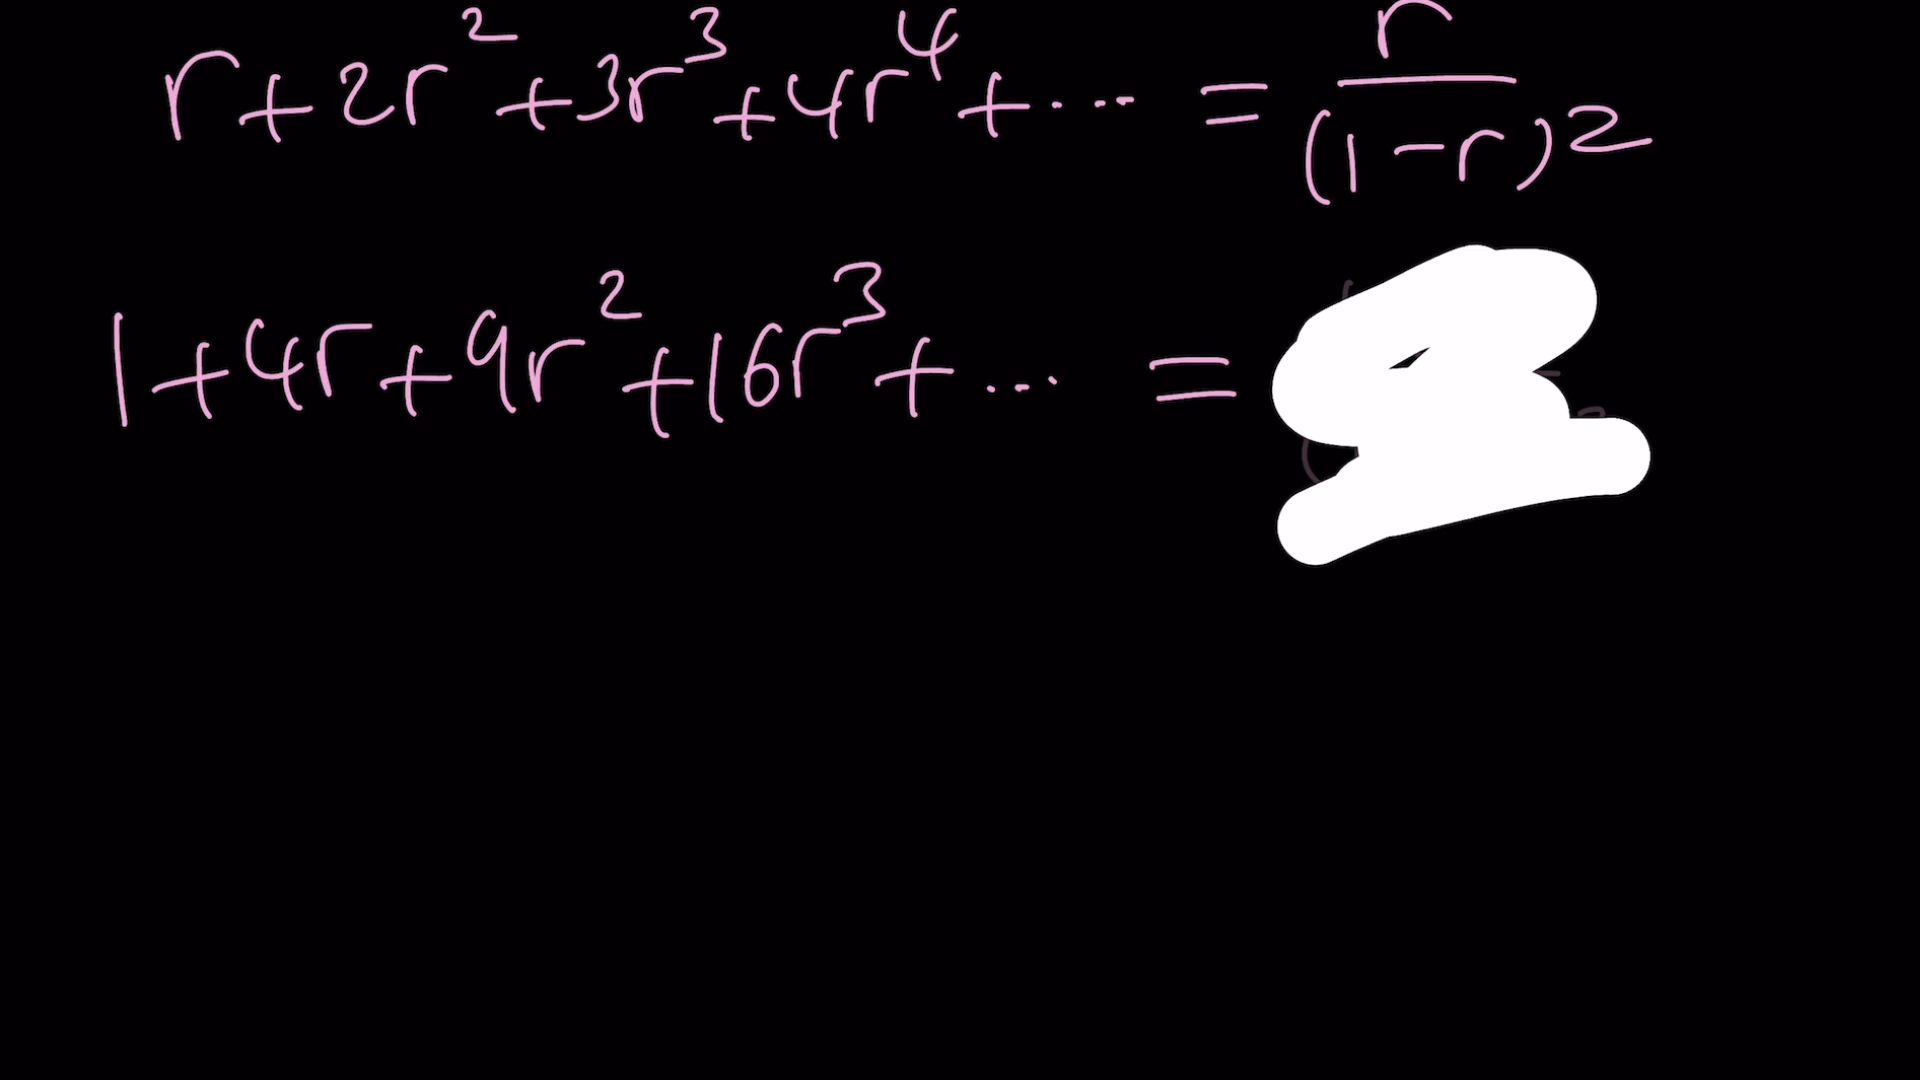 r+2r²+3r³+4r⁴+... = r/(1-r)²
1+4r+9r²+16r³+... =